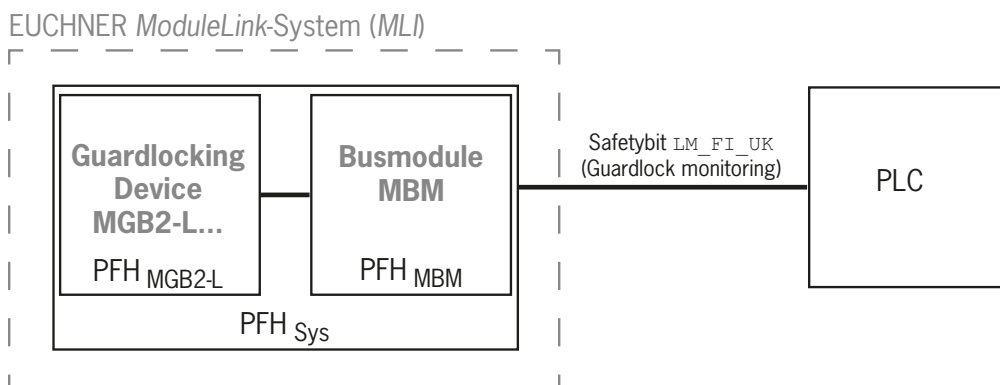 EUCHNER ModuleLink-System (MLI)
Guardlocking
Device
MGB2-L...
PFH MGB2-L
Busmodule
MBM
PFH MBM
PFH Sys
Safetybit LM_FI_UK
(Guardlock monitoring)
PLC